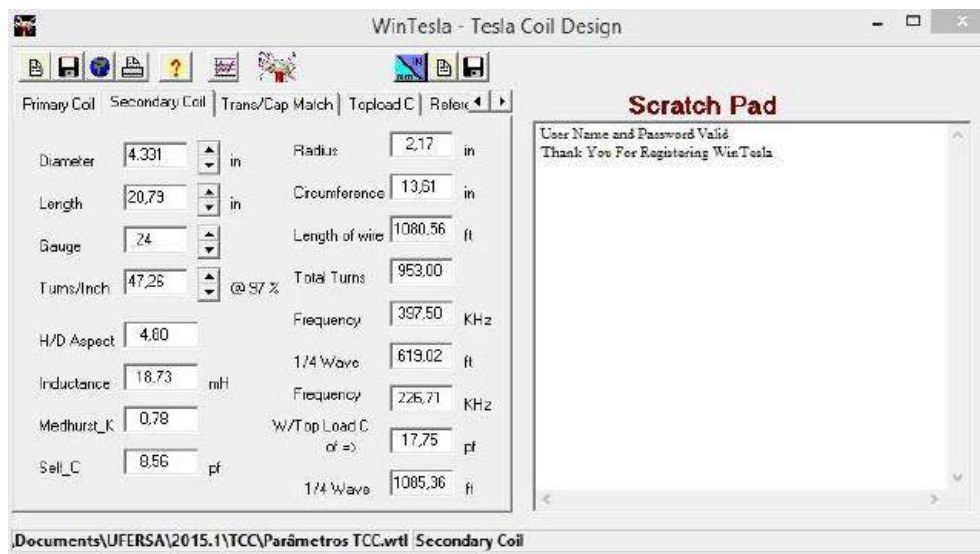 WinTesla - Tesla Coil Design
Primary Coil Secondary Coil Trans/Cap Match Topload C
Diameter 4.331 in
Length 20,79 in
Gauge 24
Turns/Inch 47,26 @ 97 %
H/D Aspect 4,80
Inductance 18,73 mH
Medhurst_K 0,78
Self_C 8,56 pf
Radius 2,17 in
Circumference 13,61 in
Length of wire 1080,56 ft
Total Turns 953,00
Frequency 397,50 KHz
1/4 Wave 619,02 ft
Frequency 226,71 KHz
W/Top Load C
of => 17,75 pf
1/4 Wave 1085,36 ft
Scratch Pad
User Name and Password Valid
Thank You For Registering WinTesla
.Documents\UFERSA\2015.1\TCC\Parâmetros TCC.wtl Secondary Coil